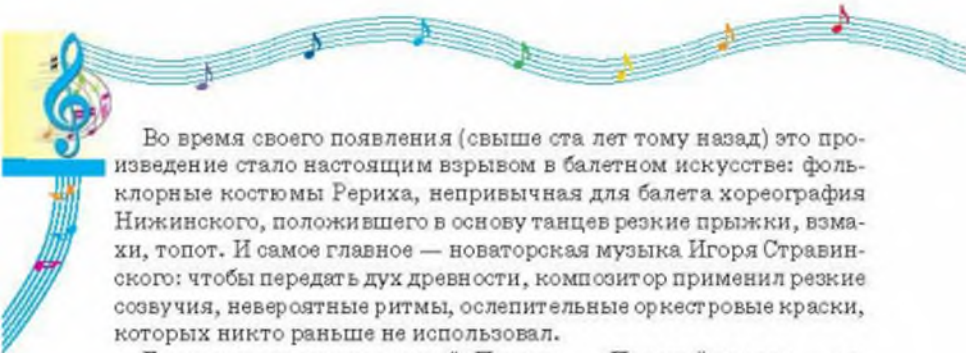 Во время своего появления (свыше ста лет тому назад) это про-
изведение стало настоящим взрывом в балетном искусстве: фоль-
клорные костюмы Рериха, непривычная для балета хореография
Нижинского, положившего в основу танцев резкие прыжки, взма-
хи, топот. И самое главное — новаторская музыка Игоря Стравин-
ского: чтобы передать дух древности, композитор применил резкие
созвучия, невероятные ритмы, ослепительные оркестровые краски,
которых никто раньше не использовал.